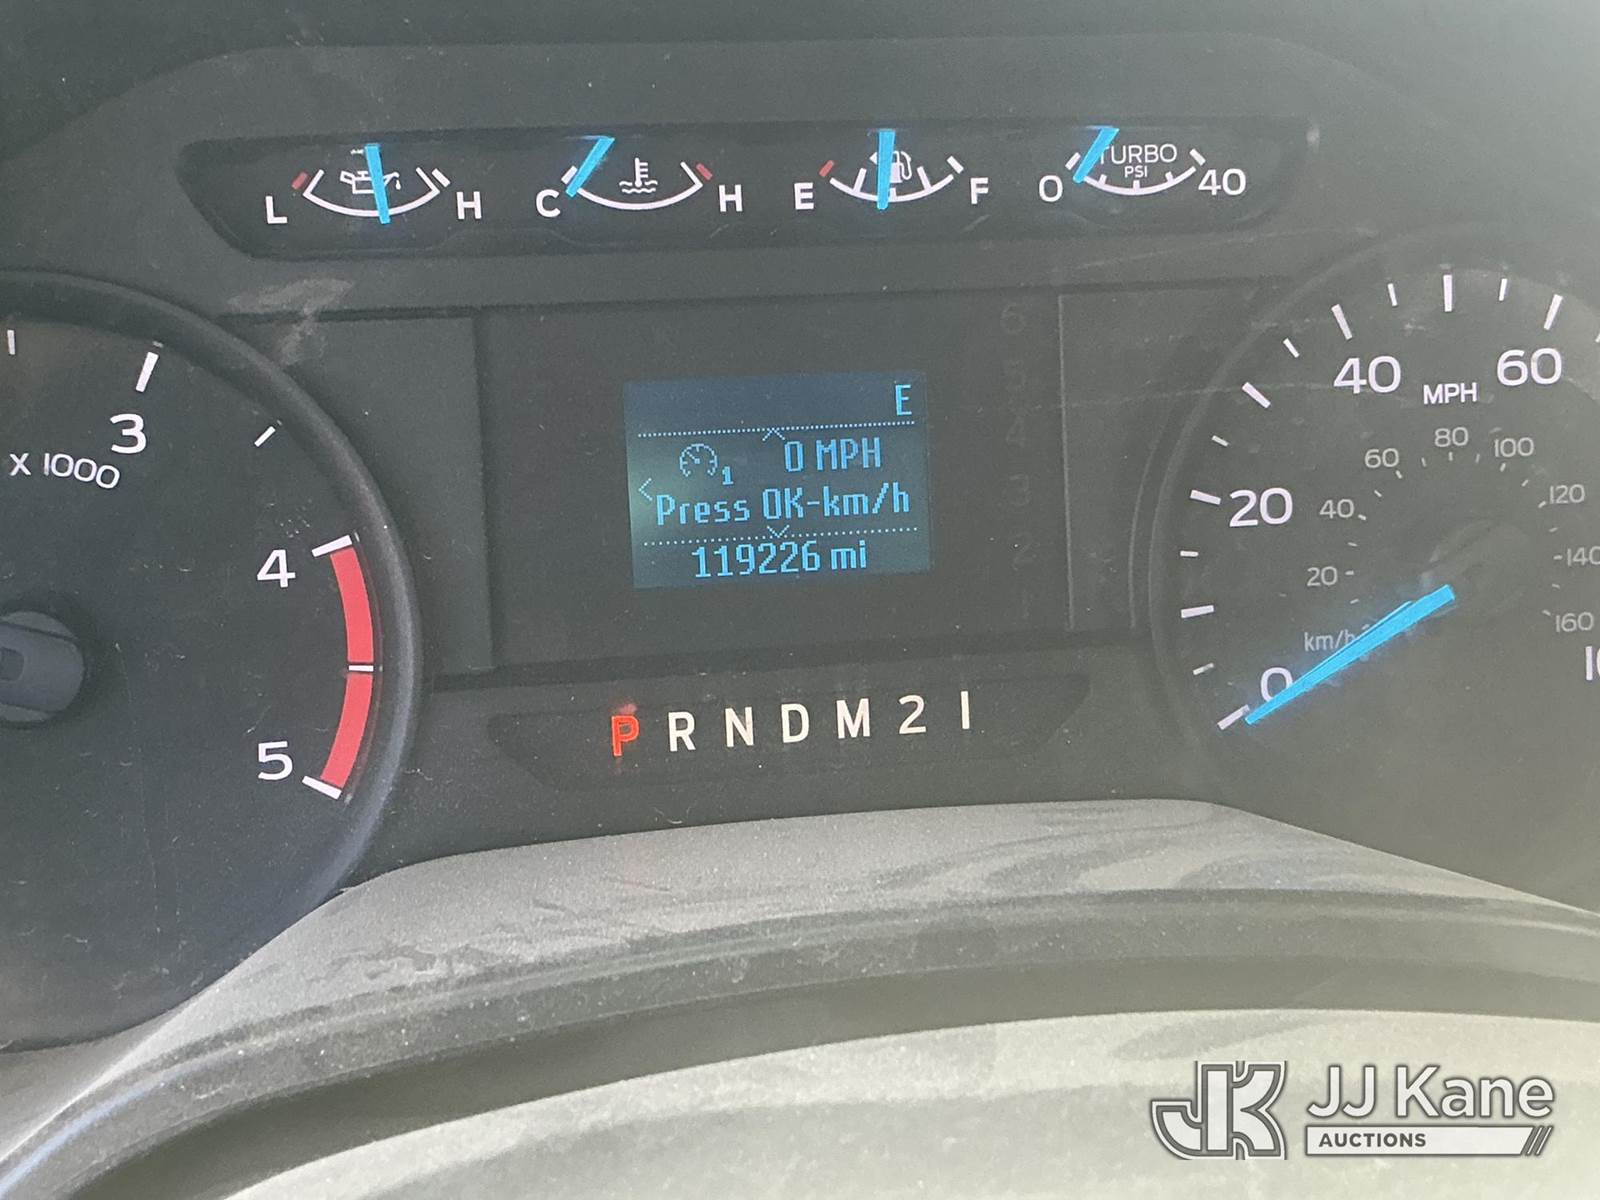 L H C H E F 0 TURBO PSI 40
3
X 1000
4
5
E
1 0 MPH
Press OK-km/h
119226 mi
P R N D M 2 1
0 20 40 60
MPH
km/h
20 40 60 80 100 120 140 160
JJ Kane
AUCTIONS